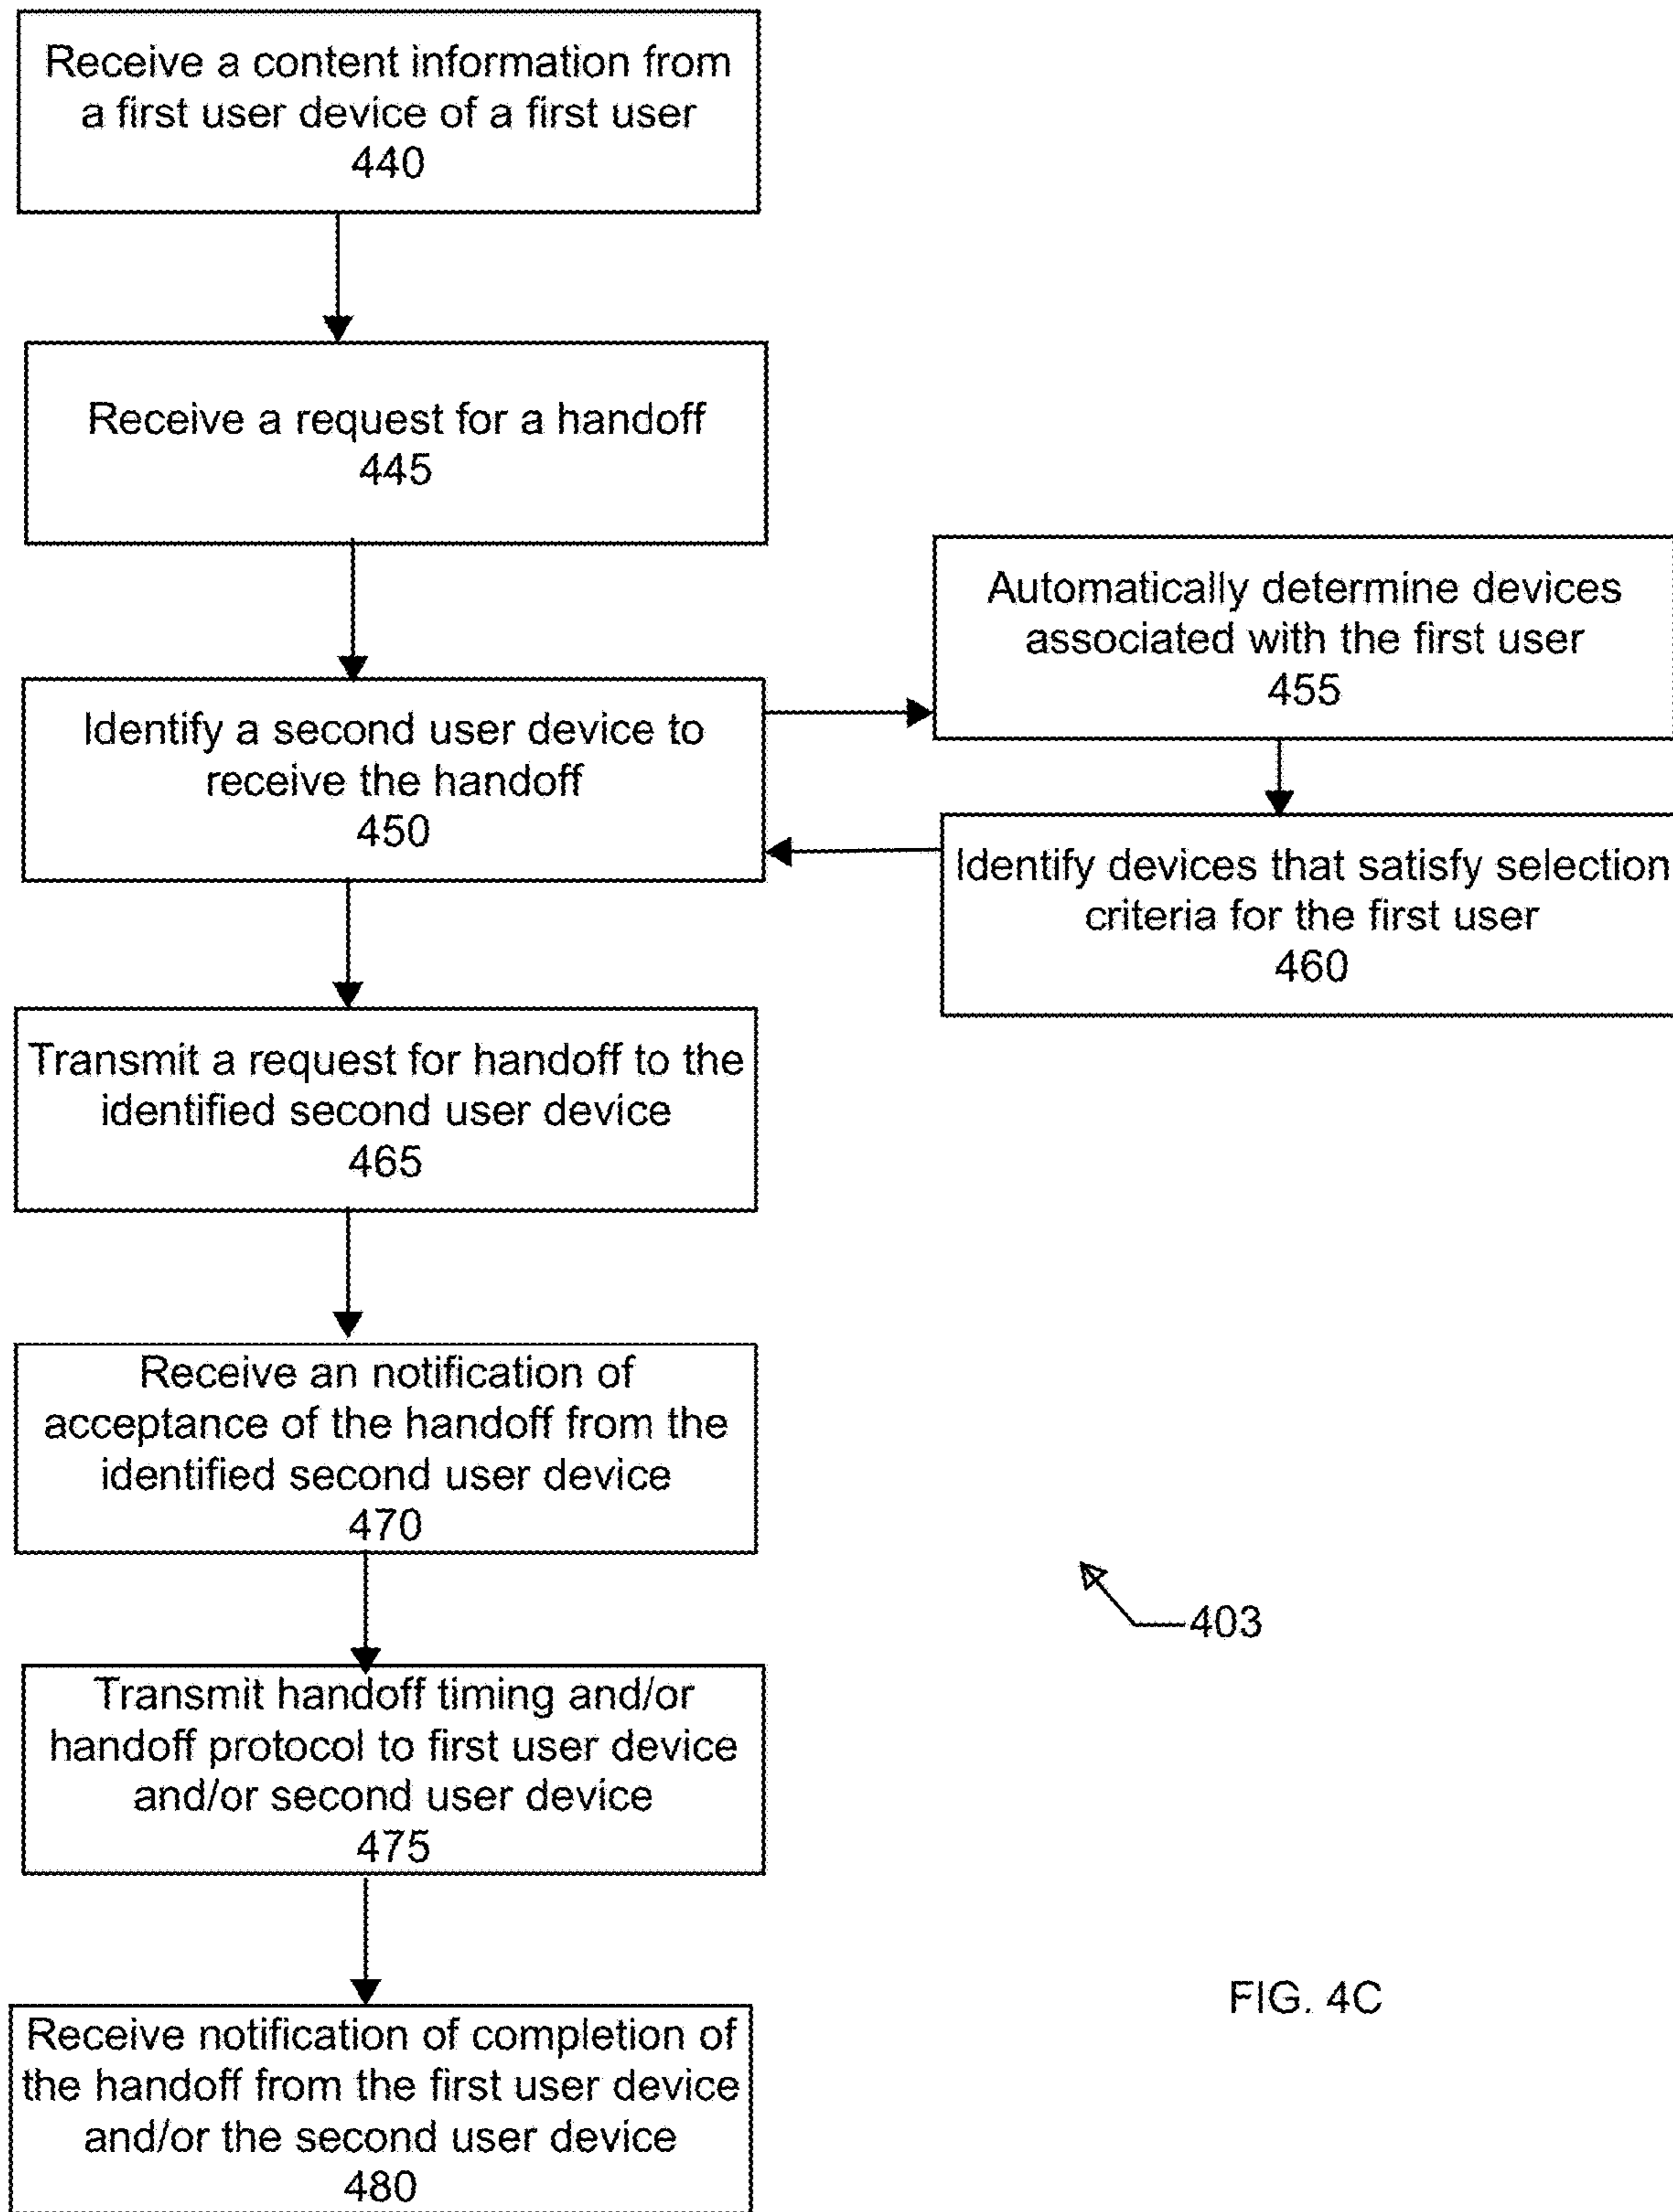 Receive a content information from
a first user device of a first user
440
Receive a request for a handoff
445
Identify a second user device to
receive the handoff
450
Automatically determine devices
associated with the first user
455
Identify devices that satisfy selection
criteria for the first user
460
Transmit a request for handoff to the
identified second user device
465
Receive an notification of
acceptance of the handoff from the
identified second user device
470
Transmit handoff timing and/or
handoff protocol to first user device
and/or second user device
475
Receive notification of completion of
the handoff from the first user device
and/or the second user device
480
403
FIG. 4C